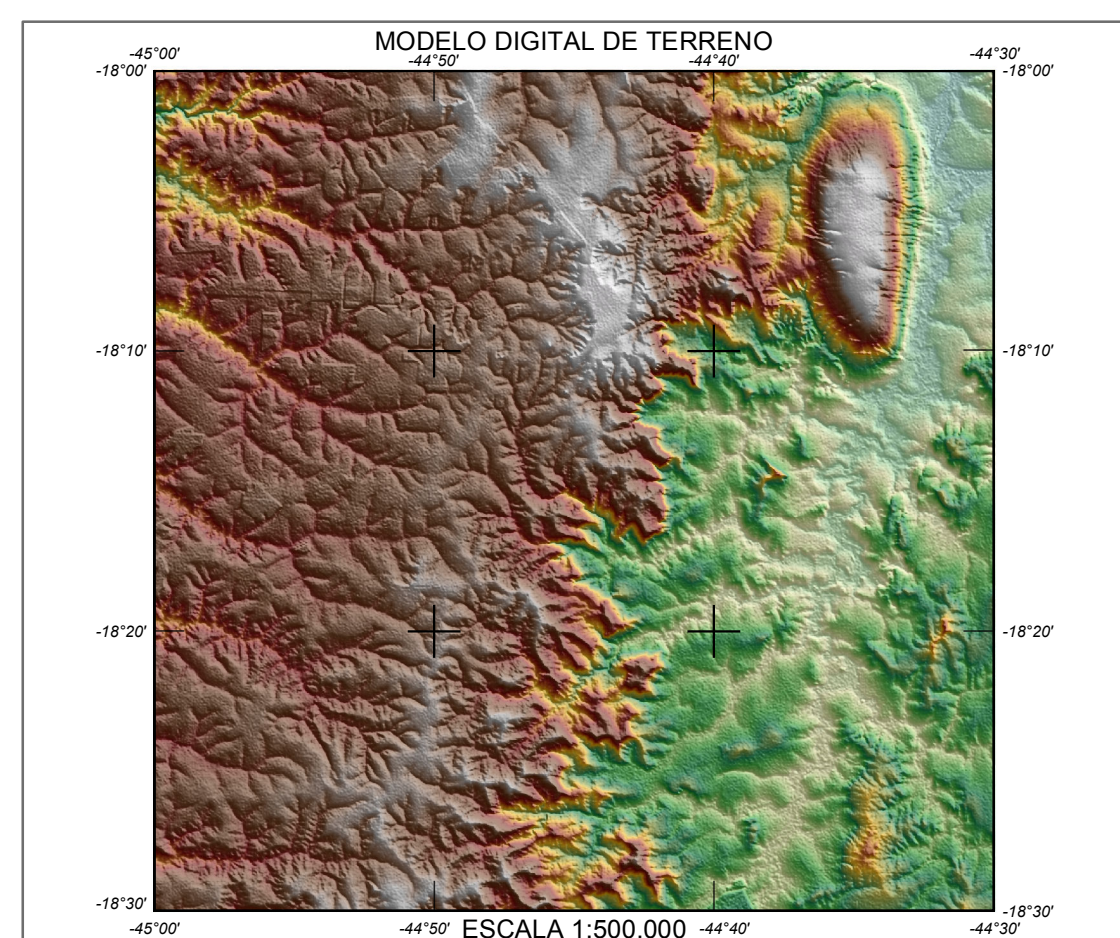 MODELO DIGITAL DE TERRENO
-45°00' -44°50' -44°40' -44°30'
-18°00' -18°00'
-18°10' -18°10'
-18°20' -18°20'
-18°30' -18°30'
-45°00' -44°50' ESCALA 1:500.000 -44°40' -44°30'